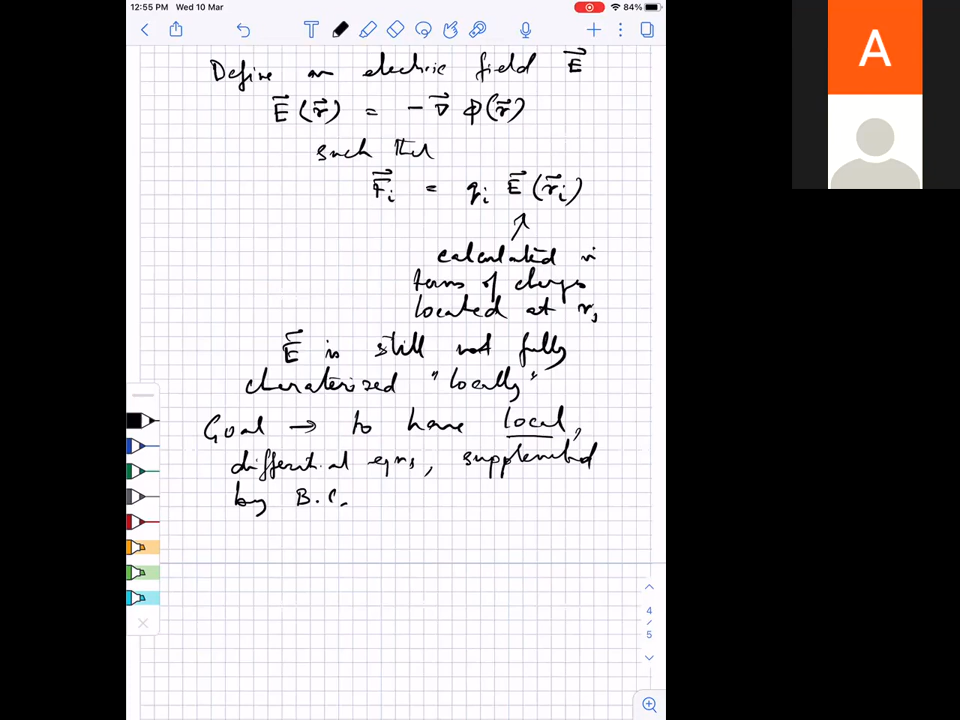 12:55 PM Wed 10 Mar
84%
A
Define an electric field E⃗
E⃗(r⃗) = -∇⃗ Φ(r⃗)
such that
F⃗ᵢ = qᵢ E⃗(r⃗ᵢ)
calculated in
terms of charges
located at rⱼ
E⃗ is still not fully
charaterised "locally"
Goal → to have local,
differential eqns, supplemented
by B.C.
4
/
5